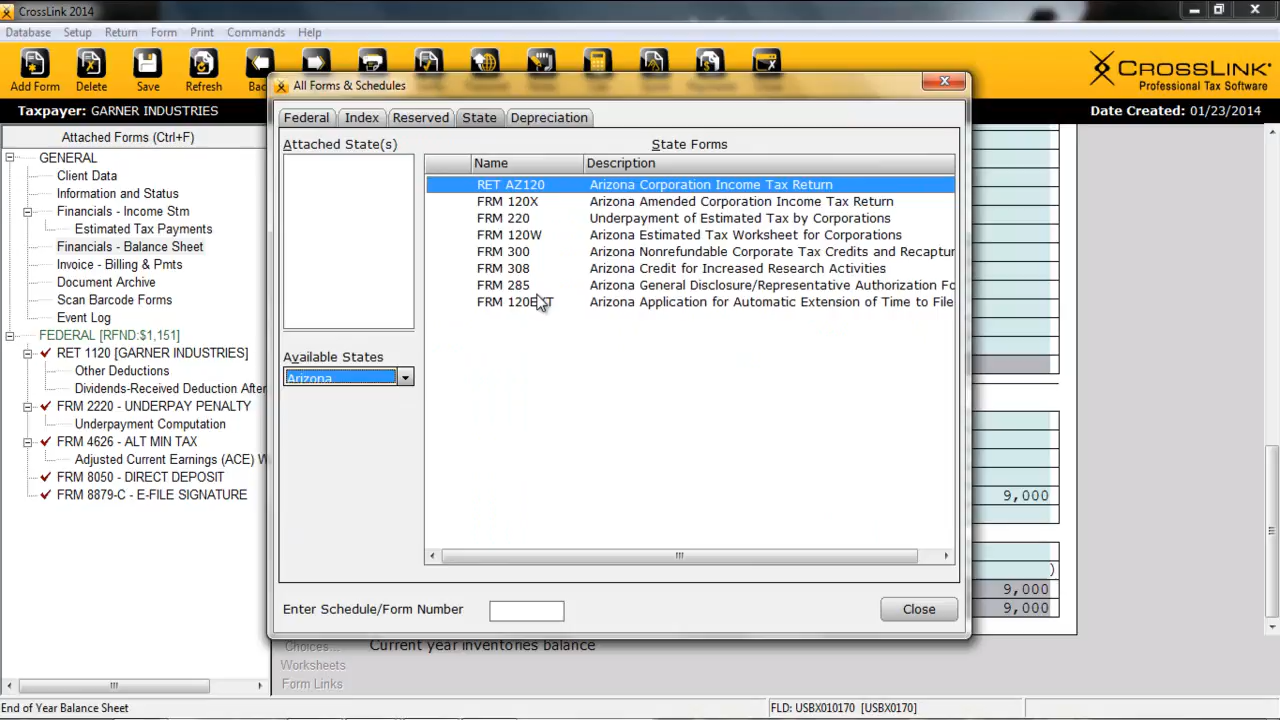 CrossLink 2014
Database Setup Return Form Print Commands Help
Add Form Delete Save Refresh Bac
CROSSLINK
Professional Tax Software
Taxpayer: GARNER INDUSTRIES
Date Created: 01/23/2014
Attached Forms (Ctrl+F)
GENERAL
Client Data
Information and Status
Financials - Income Stm
Estimated Tax Payments
Financials - Balance Sheet
Invoice - Billing & Pmts
Document Archive
Scan Barcode Forms
Event Log
FEDERAL [RFND:$1,151]
RET 1120 [GARNER INDUSTRIES]
Other Deductions
Dividends-Received Deduction After
FRM 2220 - UNDERPAY PENALTY
Underpayment Computation
FRM 4626 - ALT MIN TAX
Adjusted Current Earnings (ACE) W
FRM 8050 - DIRECT DEPOSIT
FRM 8879-C - E-FILE SIGNATURE
All Forms & Schedules
Federal Index Reserved State Depreciation
Attached State(s)
State Forms
Name Description
RET AZ120 Arizona Corporation Income Tax Return
FRM 120X Arizona Amended Corporation Income Tax Return
FRM 220 Underpayment of Estimated Tax by Corporations
FRM 120W Arizona Estimated Tax Worksheet for Corporations
FRM 300 Arizona Nonrefundable Corporate Tax Credits and Recaptur
FRM 308 Arizona Credit for Increased Research Activities
FRM 285 Arizona General Disclosure/Representative Authorization Fo
FRM 120EXT Arizona Application for Automatic Extension of Time to File
Available States
Arizona
Enter Schedule/Form Number
Close
9,000
)
9,000
9,000
Choices... Current year inventories balance
Worksheets
Form Links
End of Year Balance Sheet
FLD: USBX010170 [USBX0170]